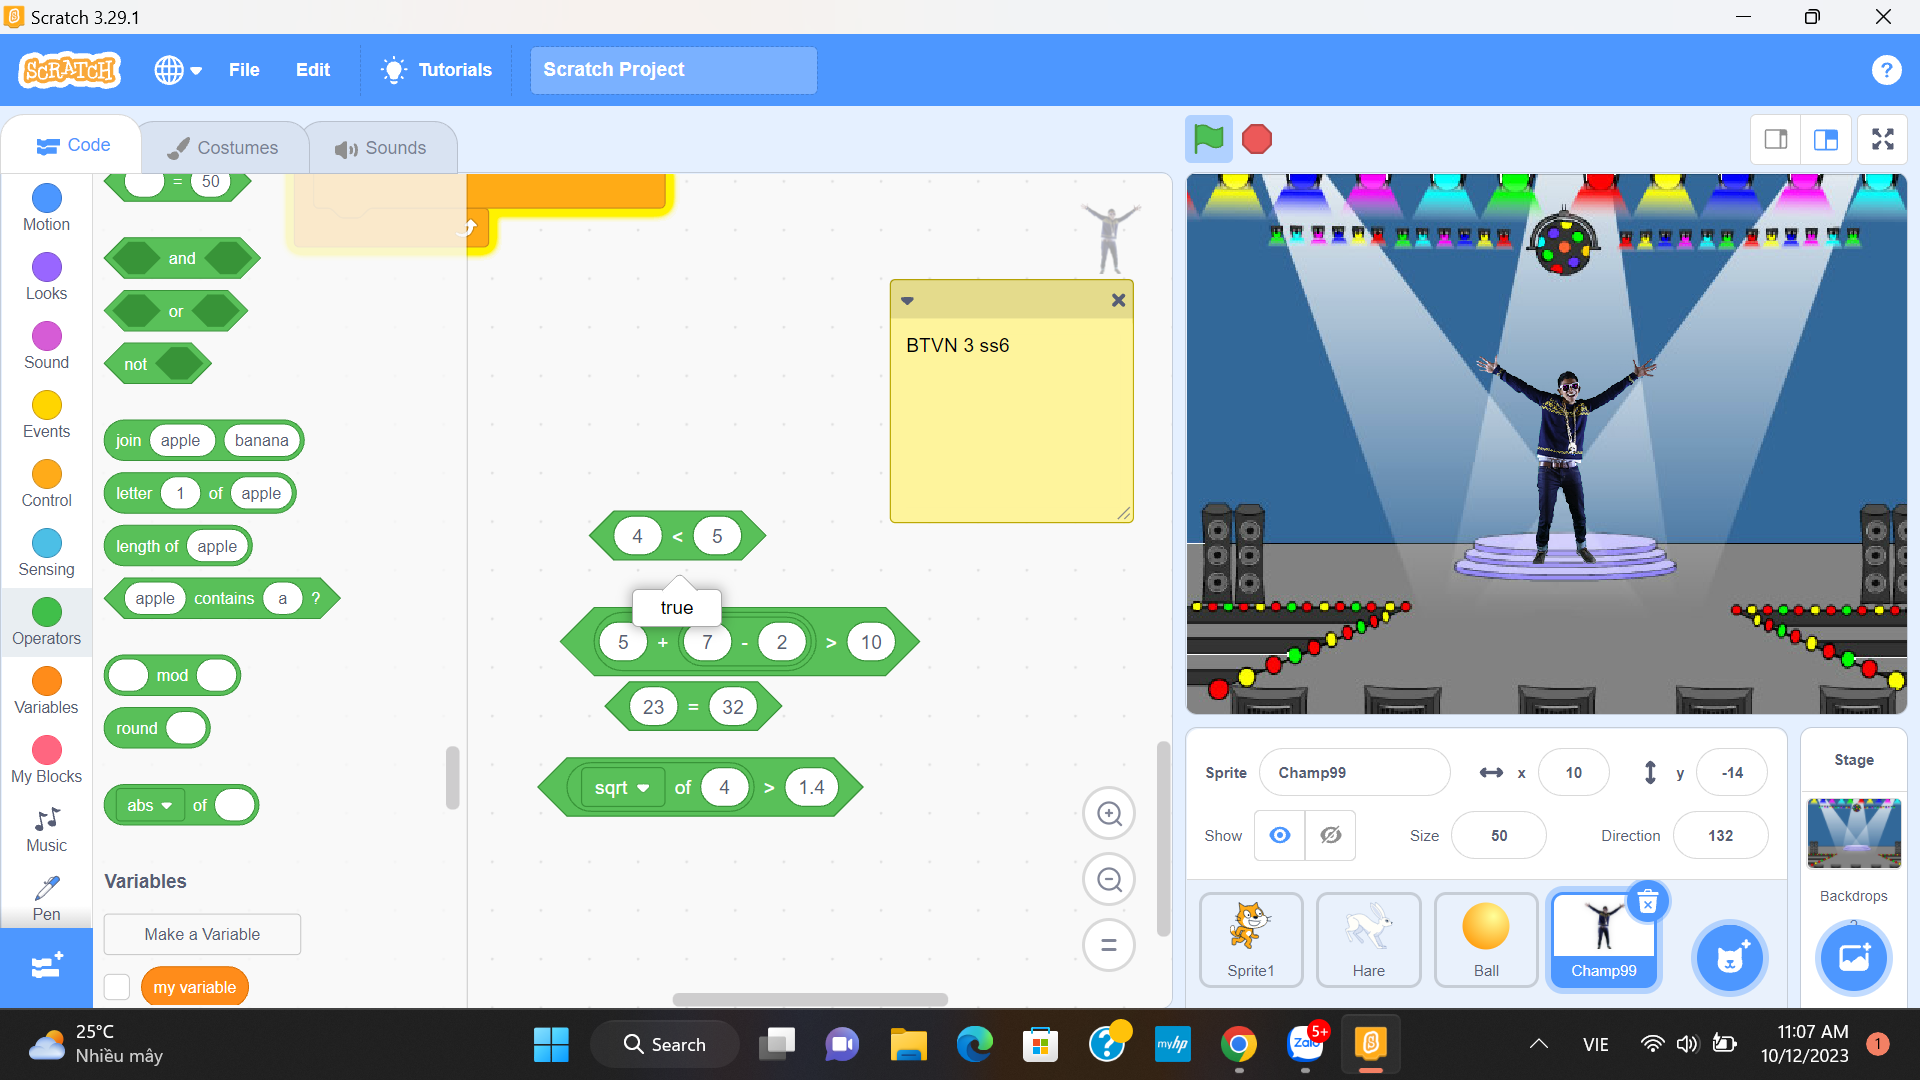 Scratch 3.29.1
SCRATCH
File
Edit
Tutorials
Scratch Project
?
Code
Costumes
Sounds
Motion
Looks
Sound
Events
Control
Sensing
Operators
Variables
My Blocks
Music
Pen
= 50
and
or
not
join apple banana
letter 1 of apple
length of apple
apple contains a ?
mod
round
abs of
Variables
Make a Variable
my variable
BTVN 3 ss6
4 < 5
true
5 + 7 - 2 > 10
23 = 32
sqrt of 4 > 1.4
Sprite Champ99 x 10 y -14
Show Size 50 Direction 132
Sprite1
Hare
Ball
Champ99
Stage
Backdrops
25°C
Nhiều mây
Search
?
myhp
Zalo
5+
VIE
11:07 AM
10/12/2023
1